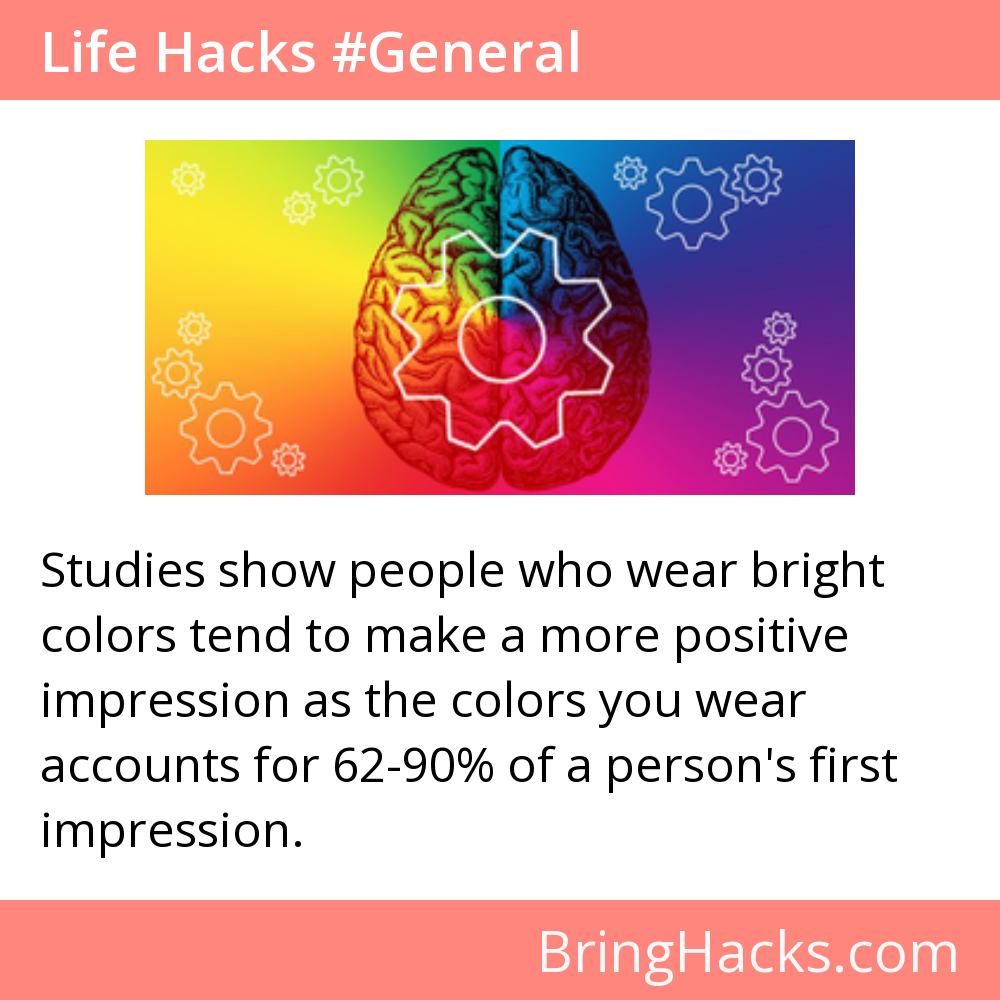 Life Hacks #General
Studies show people who wear bright
colors tend to make a more positive
impression as the colors you wear
accounts for 62-90% of a person's first
impression.
BringHacks.com